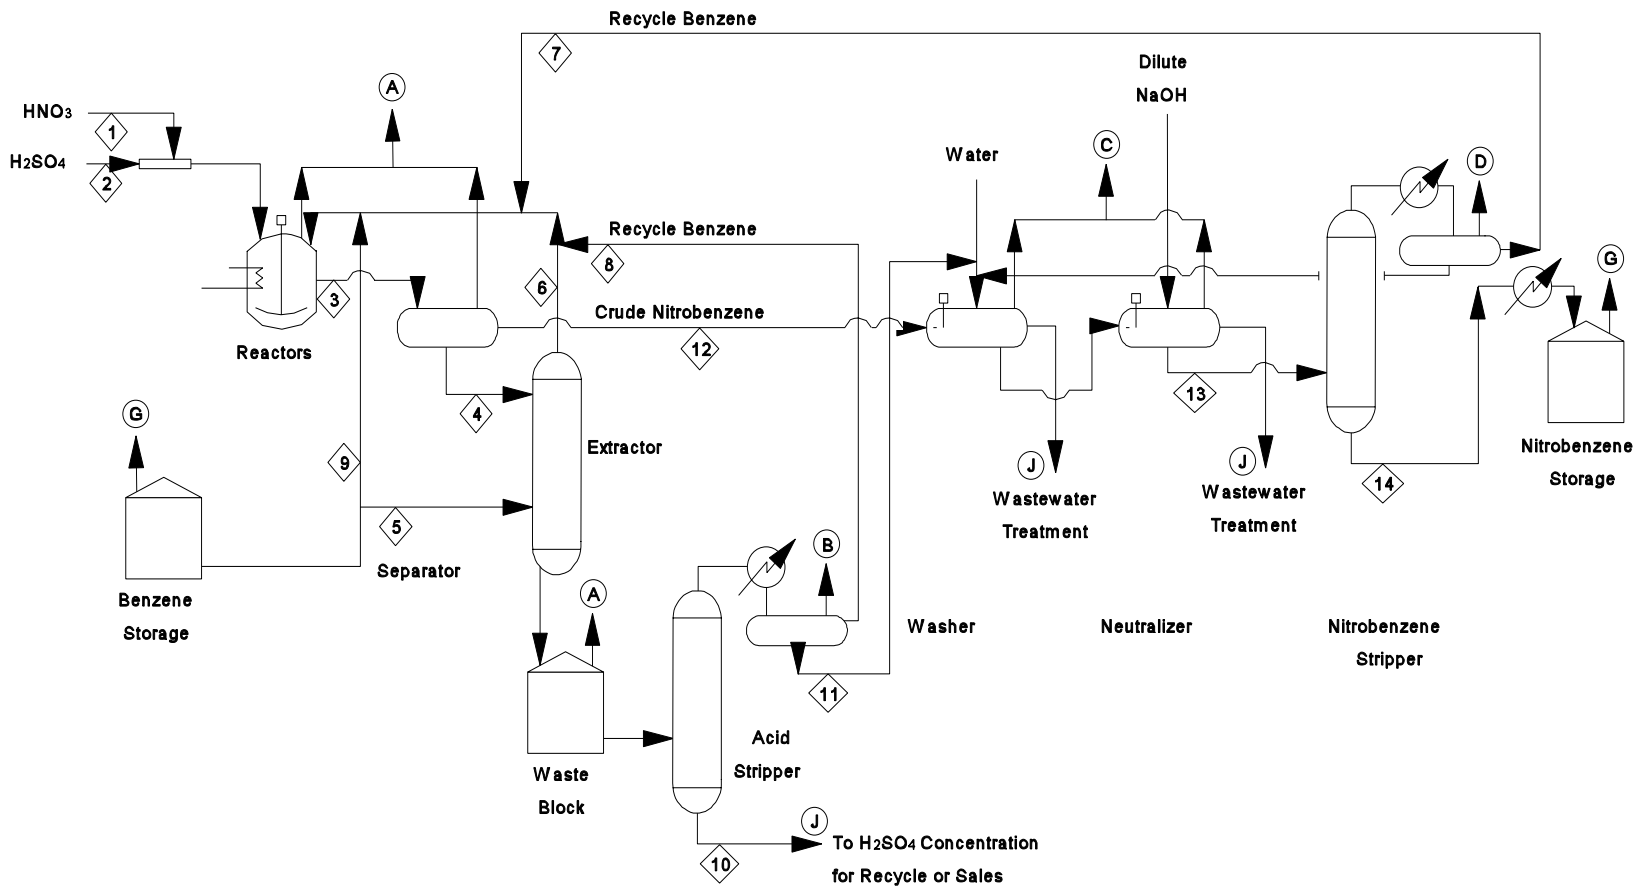 Recycle Benzene
7
Dilute
NaOH
A
HNO3
1
H2SO4
2
Water
C
D
Recycle Benzene
8
6
3
G
Crude Nitrobenzene
12
Reactors
4
13
G
Extractor
9
J
J
14
Nitrobenzene
Storage
Wastewater
Treatment
Wastewater
Treatment
5
Separator
B
A
Benzene
Storage
Washer
Neutralizer
Nitrobenzene
Stripper
11
Acid
Stripper
Waste
Block
J
10
To H2SO4 Concentration
for Recycle or Sales